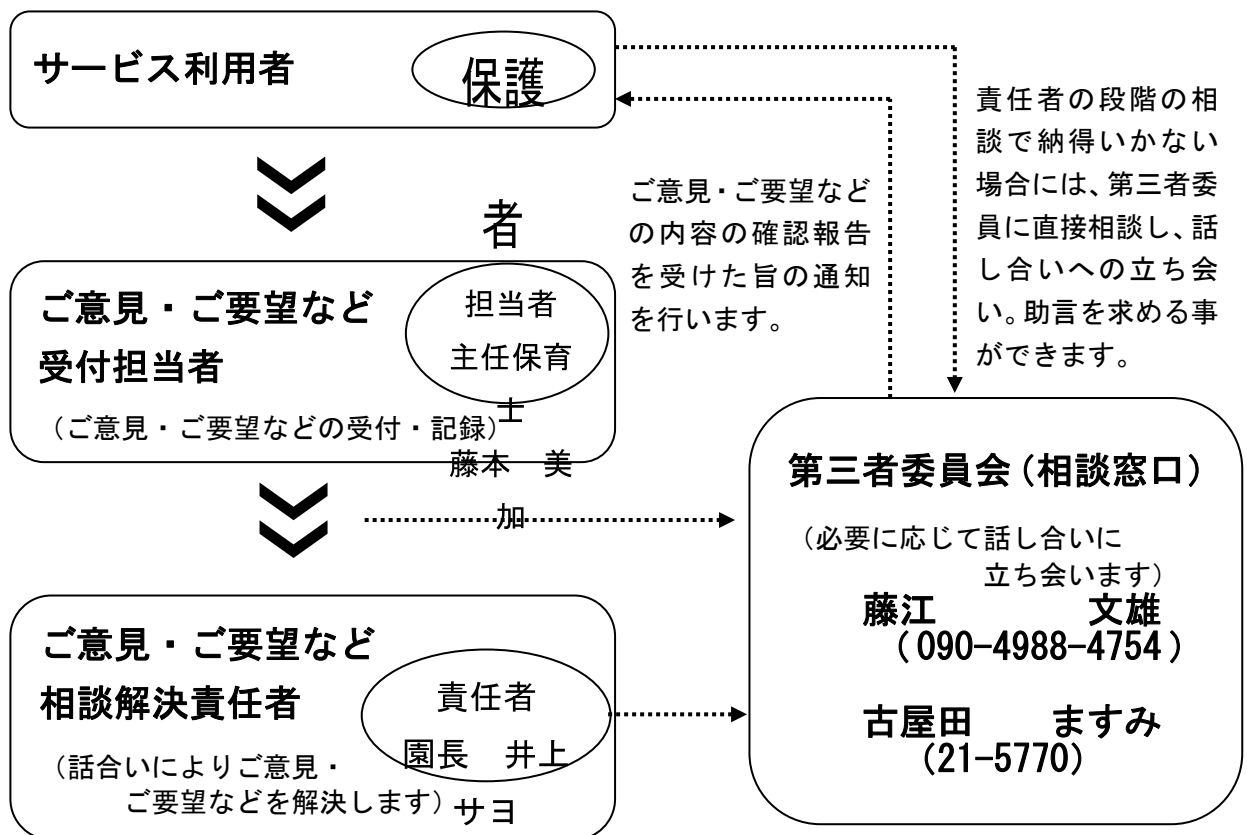 サービス利用者
保護
者
ご意見・ご要望など
の内容の確認報告
を受けた旨の通知
を行います。
責任者の段階の相
談で納得いかない
場合には、第三者委
員に直接相談し、話
し合いへの立ち会
い。助言を求める事
ができます。
ご意見・ご要望など
受付担当者
(ご意見・ご要望などの受付・記録)
担当者
主任保育
士
藤本　美
加
ご意見・ご要望など
相談解決責任者
(話合いによりご意見・
ご要望などを解決します)
責任者
園長　井上
サヨ
第三者委員会(相談窓口)
(必要に応じて話し合いに
立ち会います)
藤江　　　　文雄
(090-4988-4754)
古屋田　　ますみ
(21-5770)